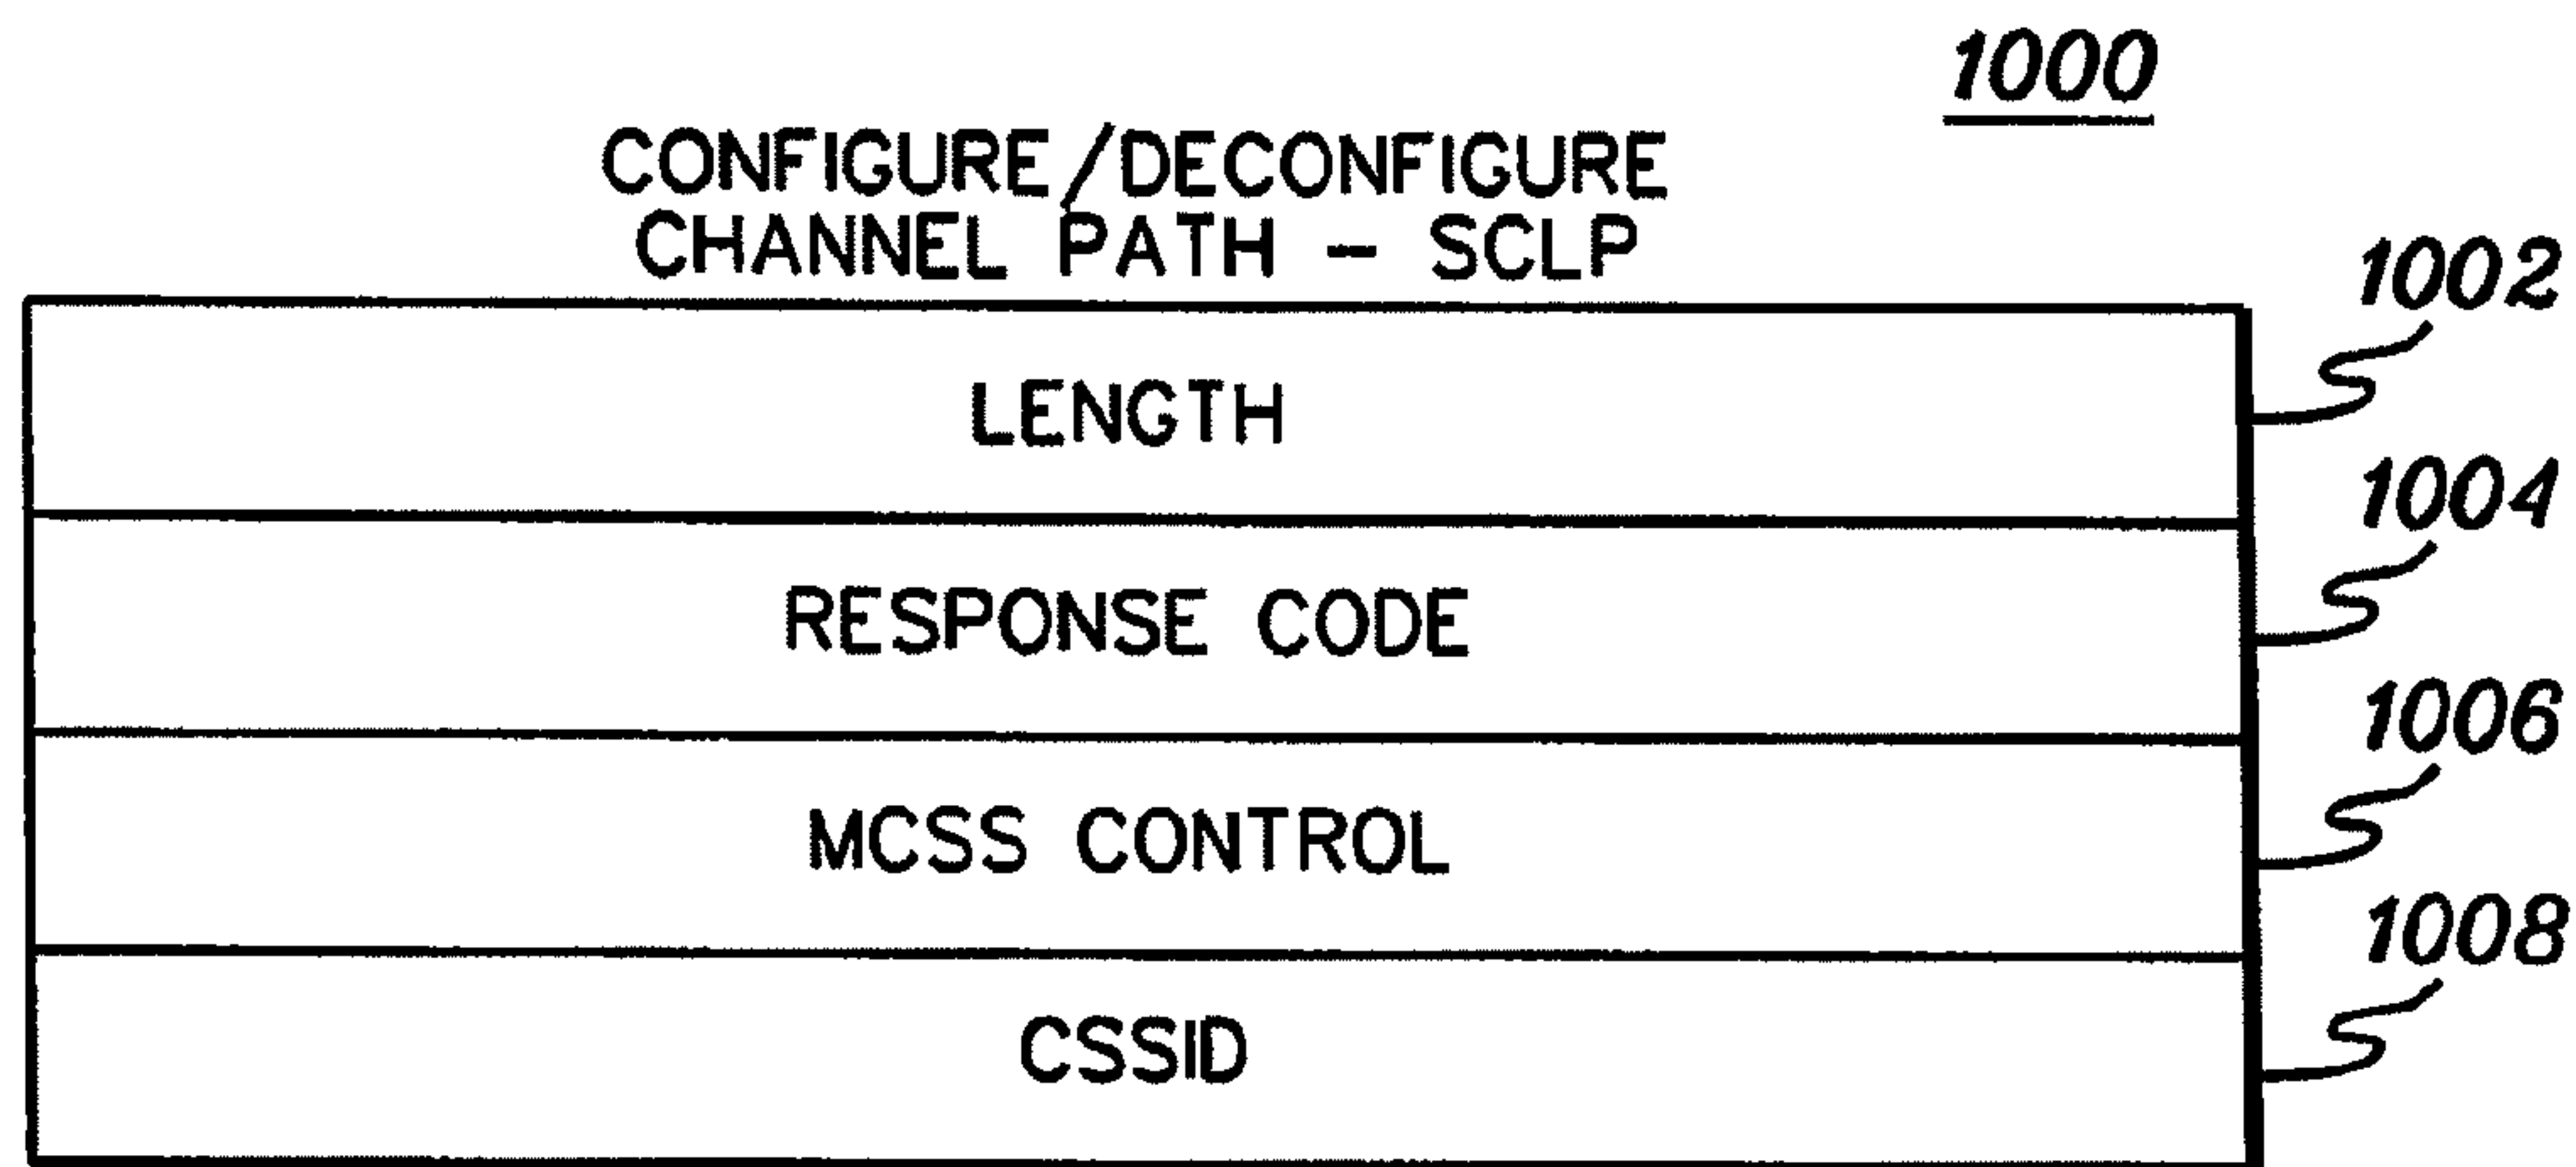 1000
CONFIGURE/DECONFIGURE
CHANNEL PATH - SCLP
1002
LENGTH
1004
RESPONSE CODE
1006
MCSS CONTROL
1008
CSSID